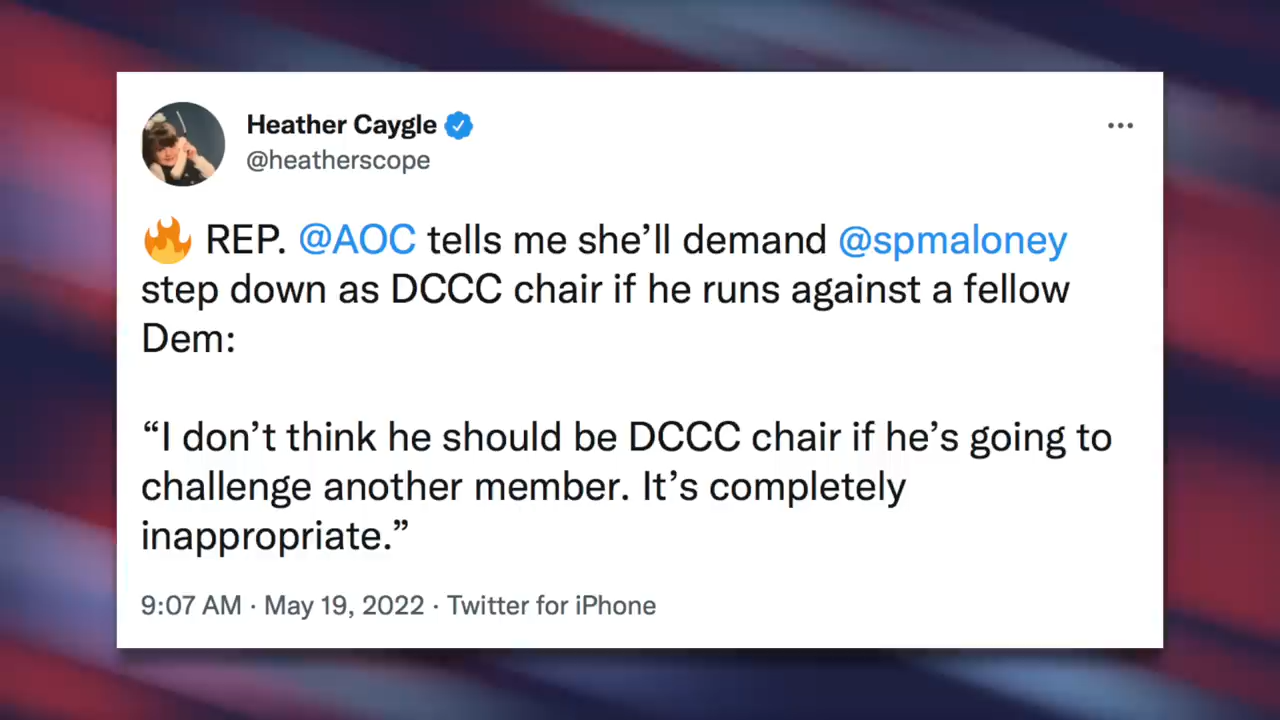 Heather Caygle
@heatherscope
🔥 REP. @AOC tells me she’ll demand @spmaloney
step down as DCCC chair if he runs against a fellow
Dem:
“I don’t think he should be DCCC chair if he’s going to
challenge another member. It’s completely
inappropriate.”
9:07 AM · May 19, 2022 · Twitter for iPhone